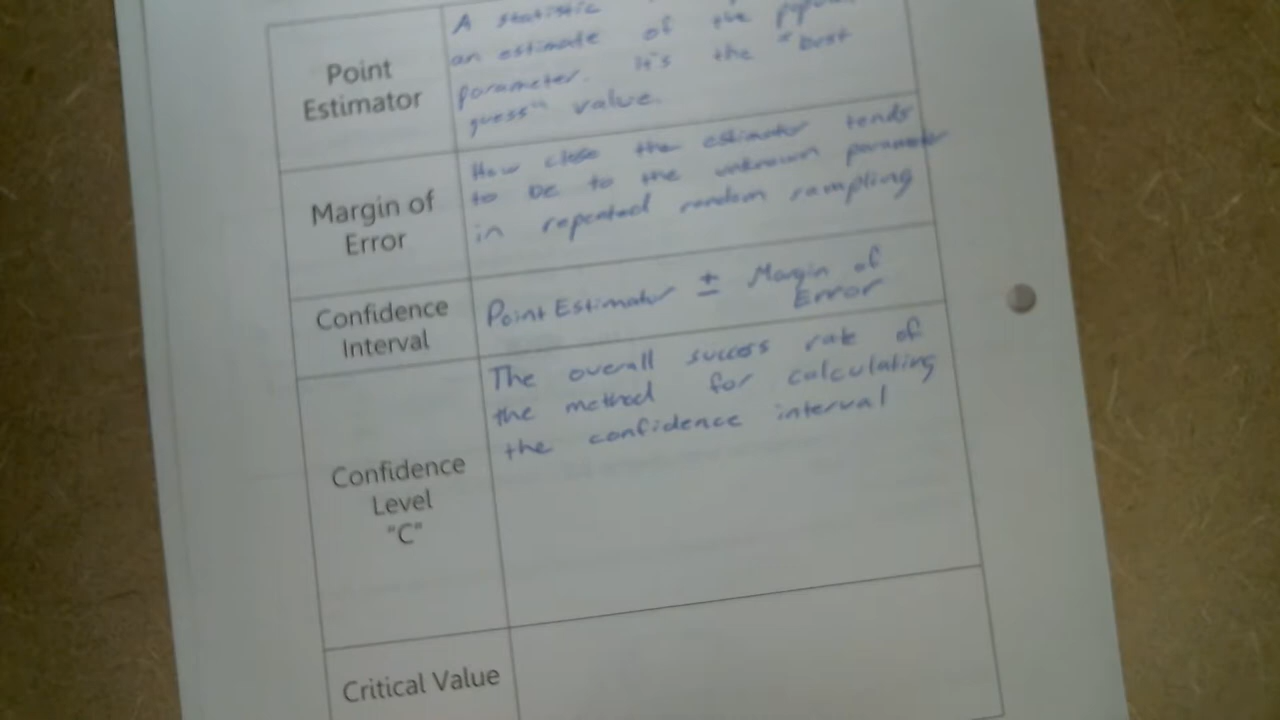 Point
Estimator
A statistic
an estimate of the
parameter. It's the "best
guess" value.
Margin of
Error
How close the estimator tends
to be to the unknown parameter
in repeated random sampling
Confidence
Interval
Point Estimator ± Margin of
Error
Confidence
Level
"C"
The overall success rate of
the method for calculating
the confidence interval
Critical Value